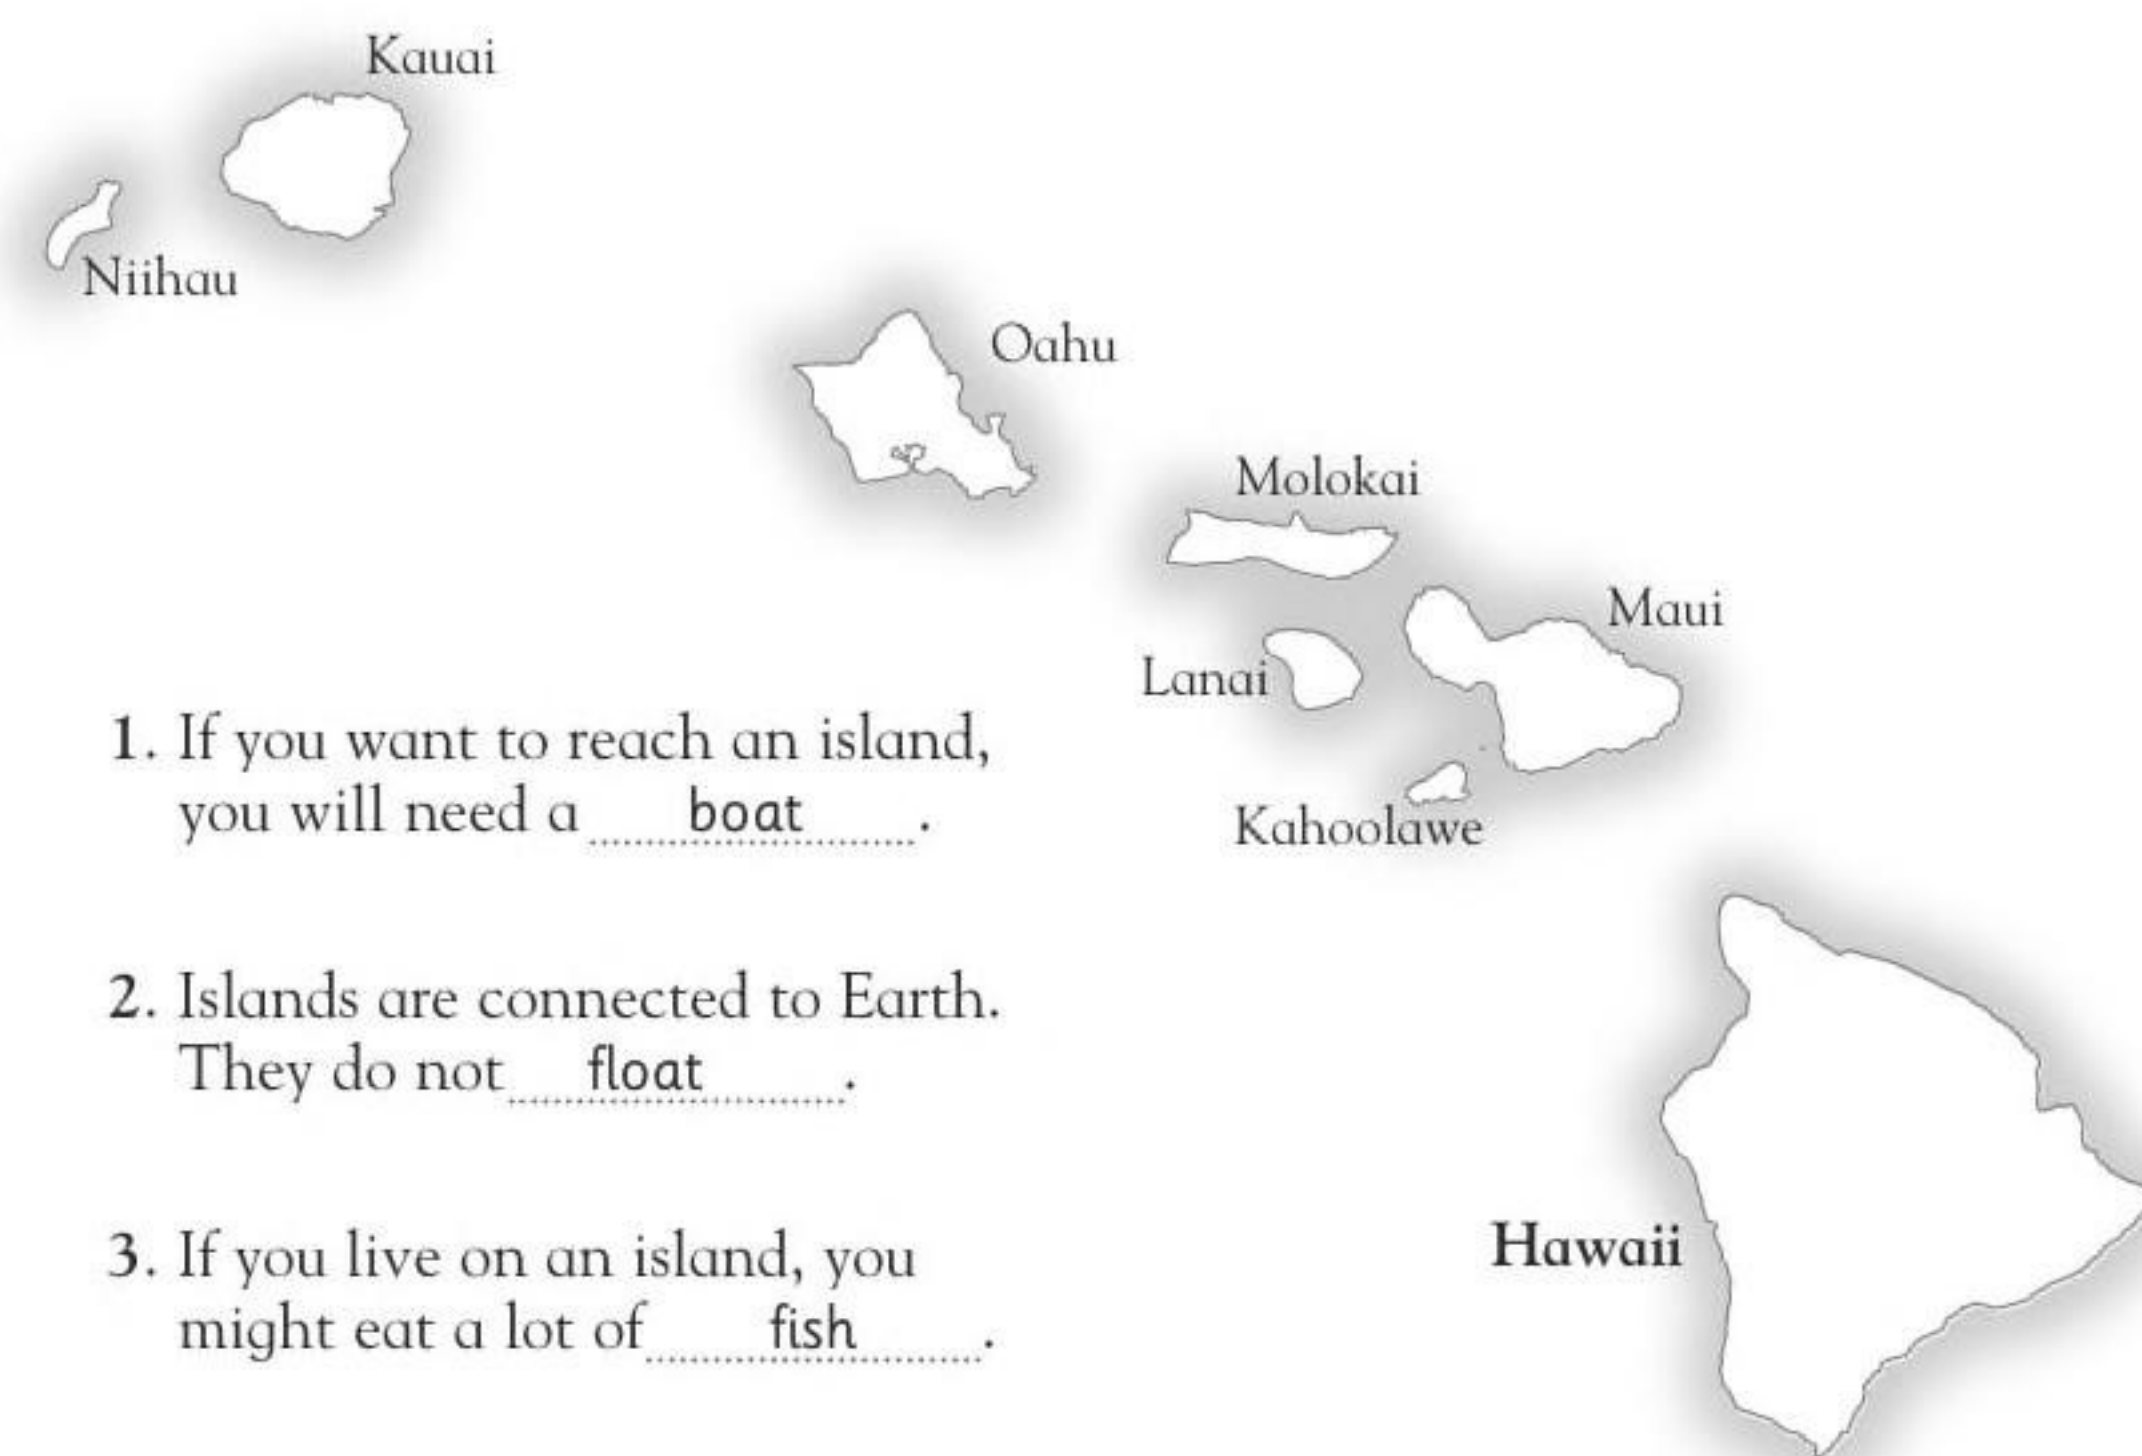 Kauai
Niihau
Oahu
Molokai
Maui
Lanai
Kahoolawe
Hawaii
1. If you want to reach an island,
you will need a boat.
2. Islands are connected to Earth.
They do not float.
3. If you live on an island, you
might eat a lot of fish.